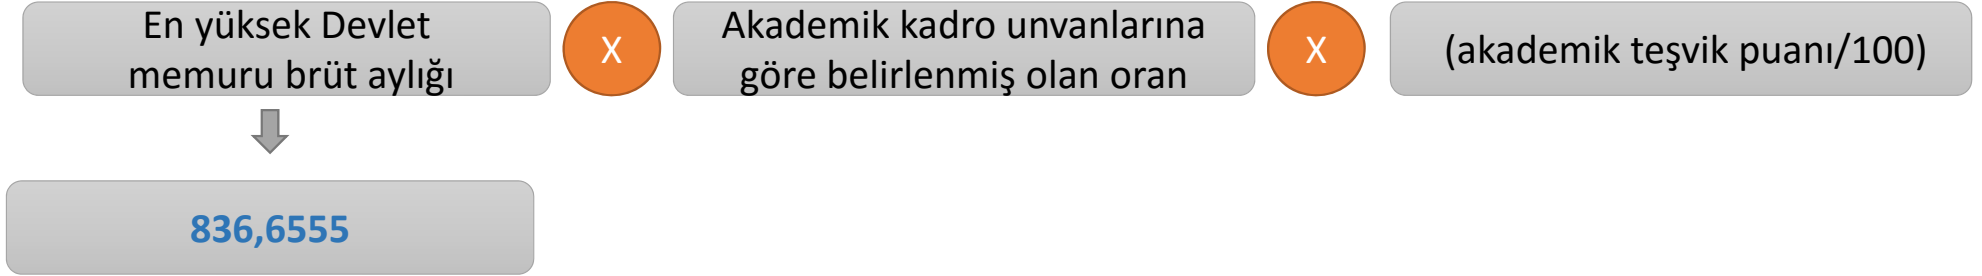 En yüksek Devlet
memuru brüt aylığı
X
Akademik kadro unvanlarına
göre belirlenmiş olan oran
X
(akademik teşvik puanı/100)
836,6555